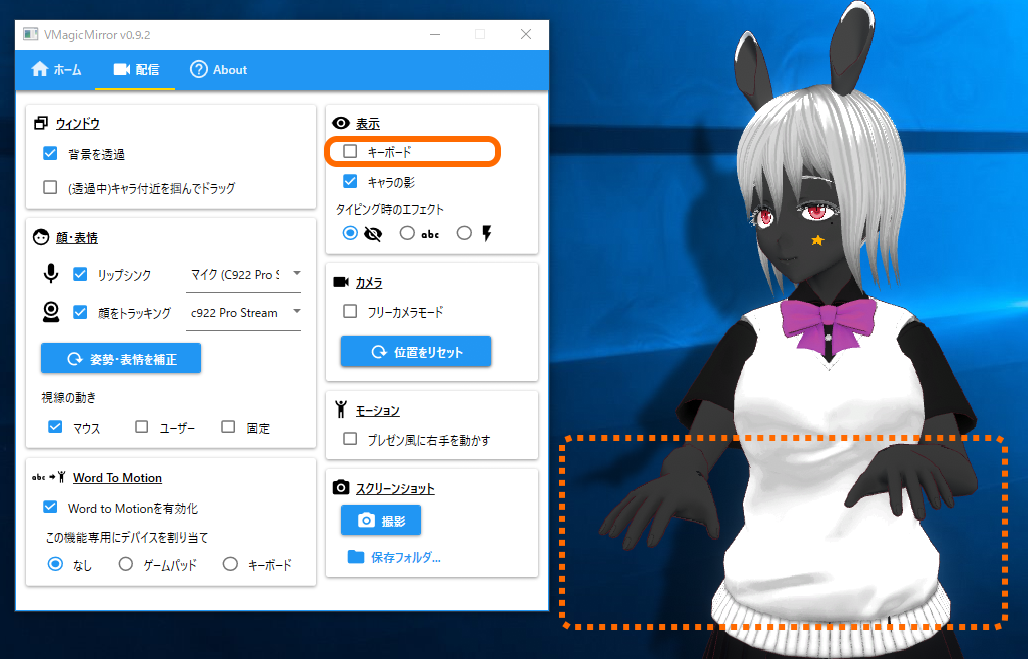 VMagicMirror v0.9.2
ホーム
配信
About
ウィンドウ
背景を透過
(透過中)キャラ付近を掴んでドラッグ
顔・表情
リップシンク
マイク (C922 Pro S
顔をトラッキング
c922 Pro Stream
姿勢・表情を補正
視線の動き
マウス
ユーザー
固定
abc
Word To Motion
Word to Motionを有効化
この機能専用にデバイスを割り当て
なし
ゲームパッド
キーボード
表示
キーボード
キャラの影
タイピング時のエフェクト
abc
カメラ
フリーカメラモード
位置をリセット
モーション
プレゼン風に右手を動かす
スクリーンショット
撮影
保存フォルダ...